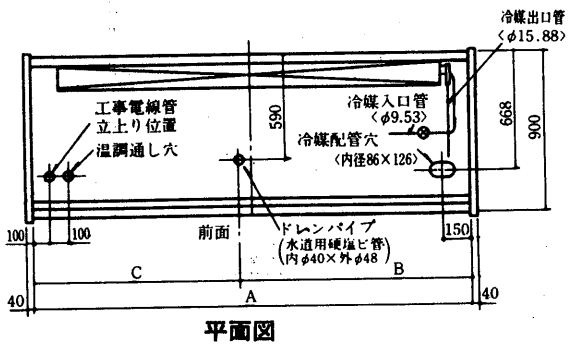 冷媒出口管
<φ15.88>
工事電線管
立上り位置
温調通し穴
590
冷媒入口管
<φ9.53>
冷媒配管穴
<内径86×126>
668
900
100
100
前面
ドレンパイプ
(水道用硬塩ビ管
内φ40×外φ48)
150
C
B
40
A
40
平面図